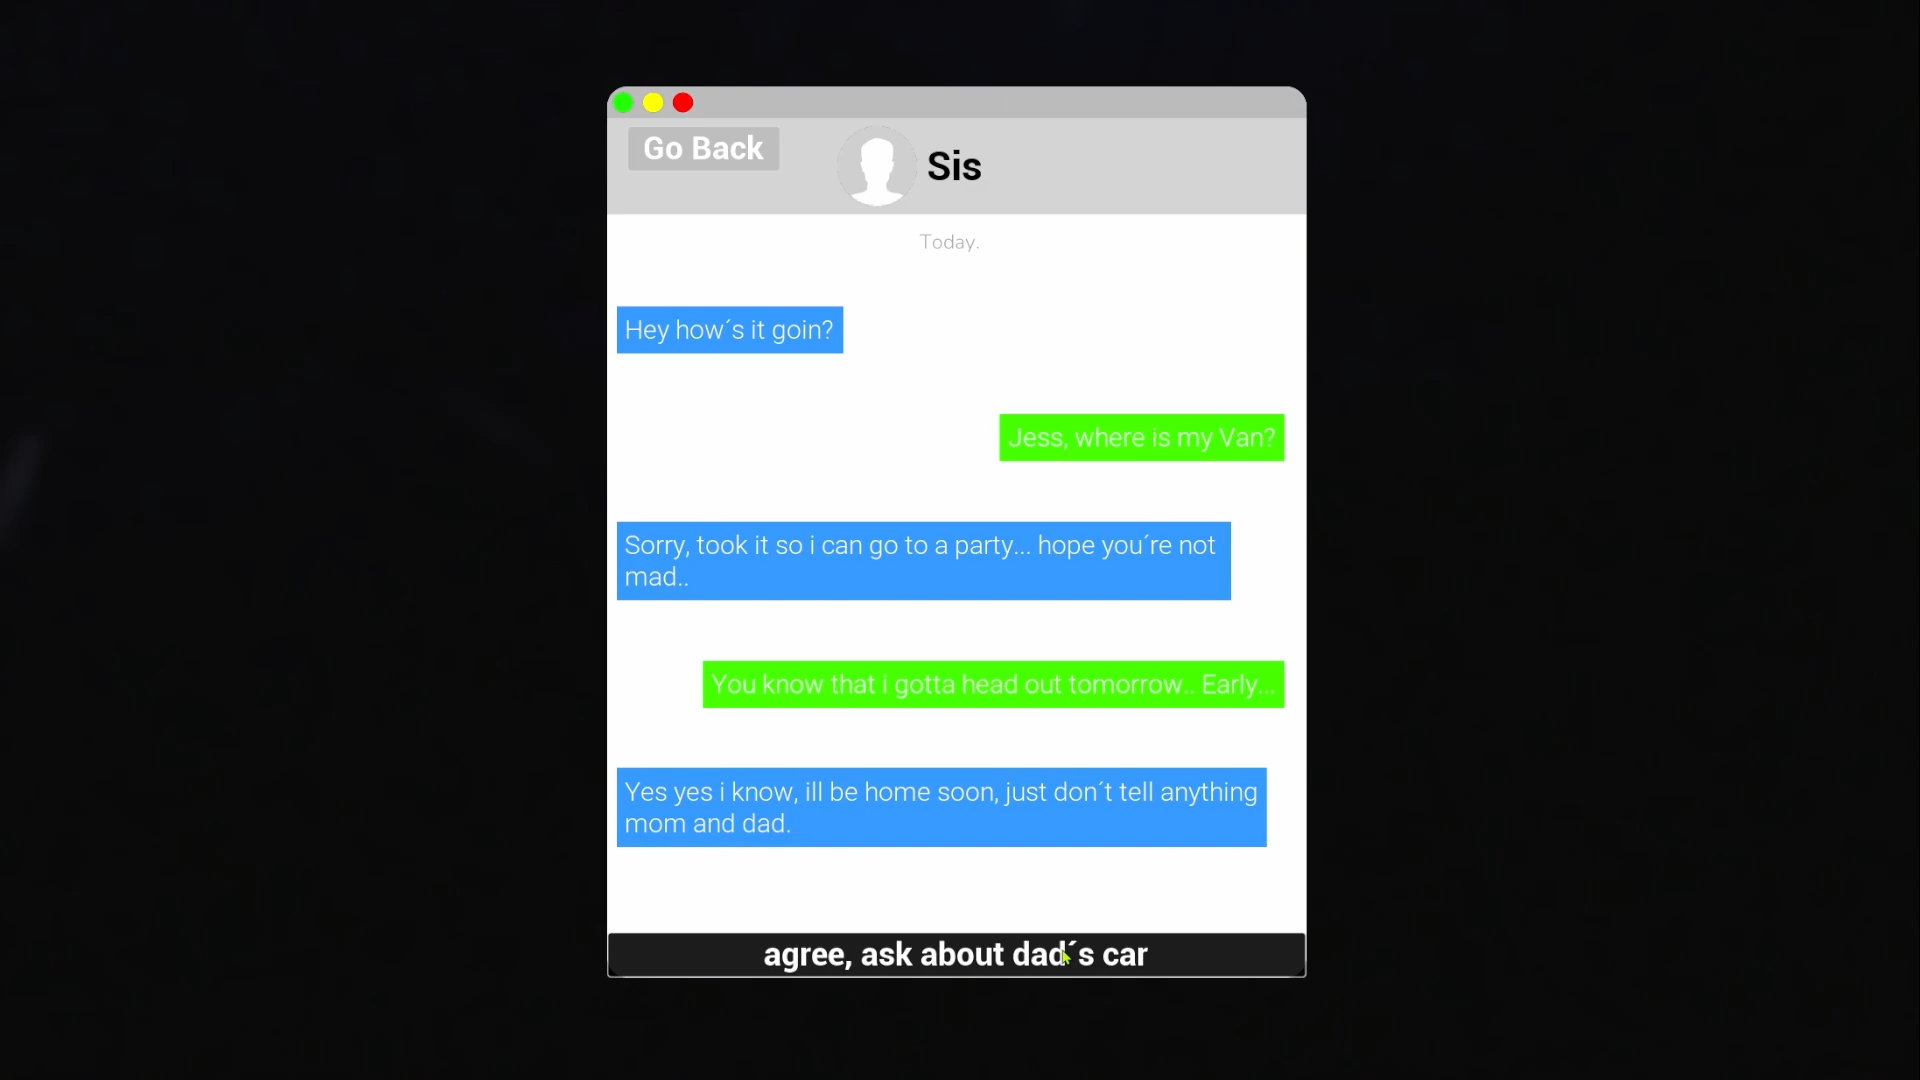 Go Back
Sis
Today.
Hey how´s it goin?
Jess, where is my Van?
Sorry, took it so i can go to a party... hope you´re not
mad..
You know that i gotta head out tomorrow.. Early...
Yes yes i know, ill be home soon, just don´t tell anything
mom and dad.
agree, ask about dad´s car